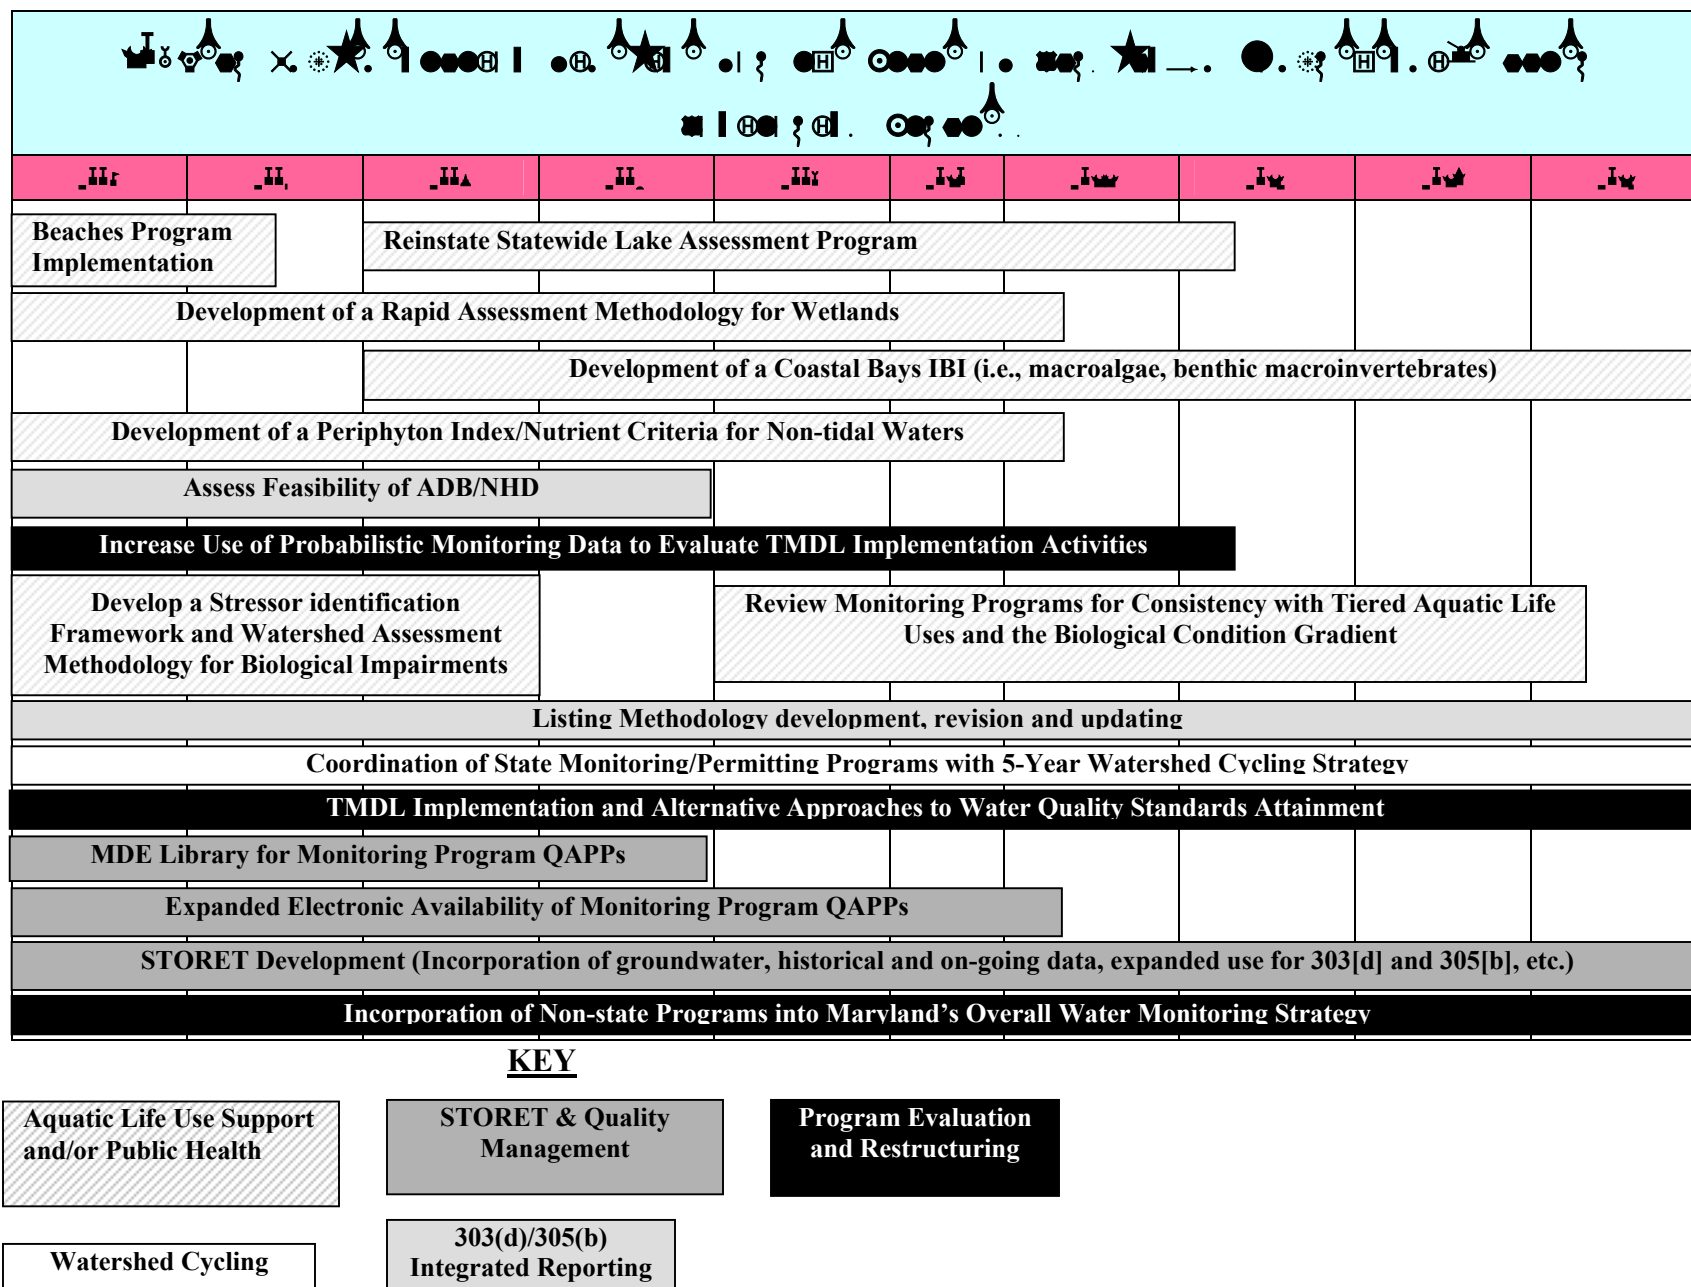 Beaches Program
Implementation
Reinstate Statewide Lake Assessment Program
Development of a Rapid Assessment Methodology for Wetlands
Development of a Coastal Bays IBI (i.e., macroalgae, benthic macroinvertebrates)
Development of a Periphyton Index/Nutrient Criteria for Non-tidal Waters
Assess Feasibility of ADB/NHD
Increase Use of Probabilistic Monitoring Data to Evaluate TMDL Implementation Activities
Develop a Stressor identification
Framework and Watershed Assessment
Methodology for Biological Impairments
Review Monitoring Programs for Consistency with Tiered Aquatic Life
Uses and the Biological Condition Gradient
Listing Methodology development, revision and updating
Coordination of State Monitoring/Permitting Programs with 5-Year Watershed Cycling Strategy
TMDL Implementation and Alternative Approaches to Water Quality Standards Attainment
MDE Library for Monitoring Program QAPPs
Expanded Electronic Availability of Monitoring Program QAPPs
STORET Development (Incorporation of groundwater, historical and on-going data, expanded use for 303[d] and 305[b], etc.)
Incorporation of Non-state Programs into Maryland's Overall Water Monitoring Strategy
KEY
Aquatic Life Use Support
and/or Public Health
STORET & Quality
Management
Program Evaluation
and Restructuring
Watershed Cycling
303(d)/305(b)
Integrated Reporting